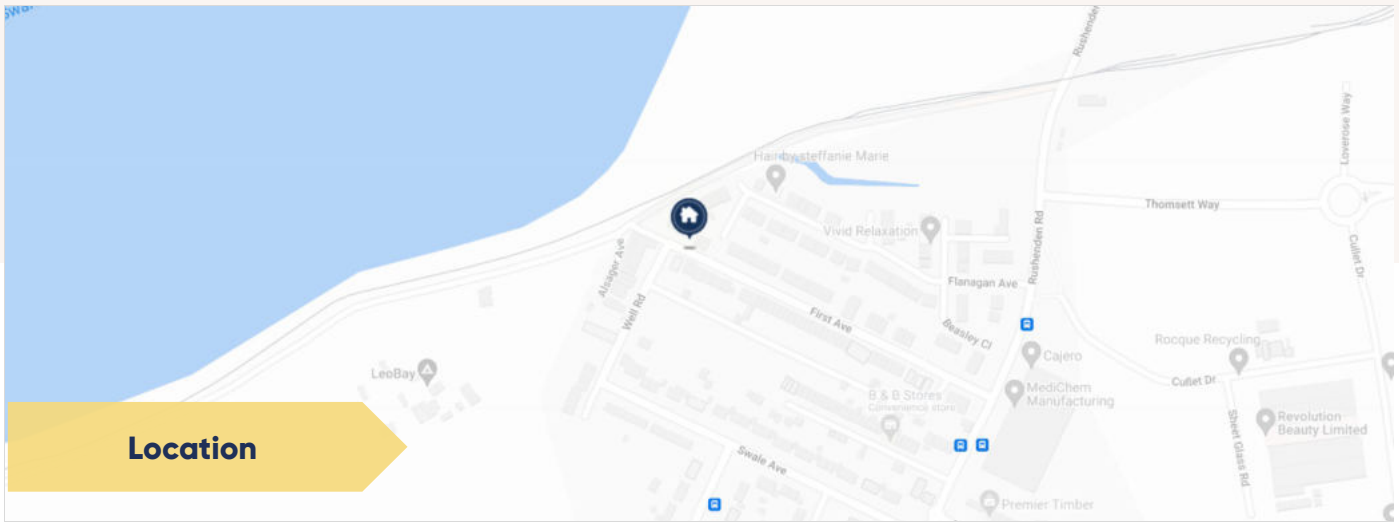 Swa
Rushenden
Loverose Way
Hairbysteffanie Marie
Thomsett Way
Rushenden Rd
Vivid Relaxation
Alsager Ave
Cullet Dr
Flanagan Ave
Well Rd
First Ave
Beasley Cl
Rocque Recycling
Cajero
LeoBay
Cullet Dr
MediChem
Manufacturing
B & B Stores
Convenience store
Revolution
Beauty Limited
Location
Sheet Glass Rd
Swale Ave
Premier Timber